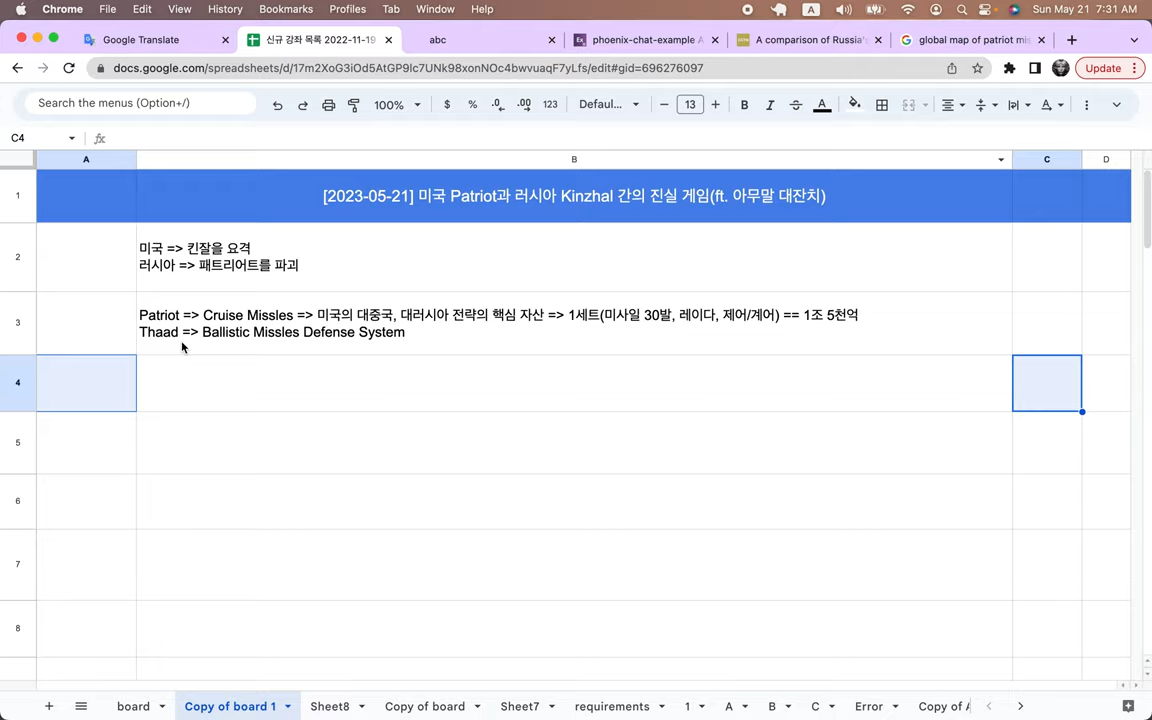 Chrome File Edit View History Bookmarks Profiles Tab Window Help A Sun May 21 7:31 AM
Google Translate 신규 강좌 목록 2022-11-19 abc phoenix-chat-example A A comparison of Russia' global map of patriot mis
docs.google.com/spreadsheets/d/17m2XoG3iOd5AtGP9lc7UNk98xonNOc4bwvuaqF7yLfs/edit#gid=696276097 Update
Search the menus (Option+/) 100% $ % .0 .00 123 Defaul... 13 B I A
C4 fx
A B C D
1 [2023-05-21] 미국 Patriot과 러시아 Kinzhal 간의 진실 게임(ft. 아무말 대잔치)
2 미국 => 킨잘을 요격
러시아 => 패트리어트를 파괴
3 Patriot => Cruise Missles => 미국의 대중국, 대러시아 전략의 핵심 자산 => 1세트(미사일 30발, 레이다, 제어/계어) == 1조 5천억
Thaad => Ballistic Missles Defense System
4
5
6
7
8
board Copy of board 1 Sheet8 Copy of board Sheet7 requirements 1 A B C Error Copy of